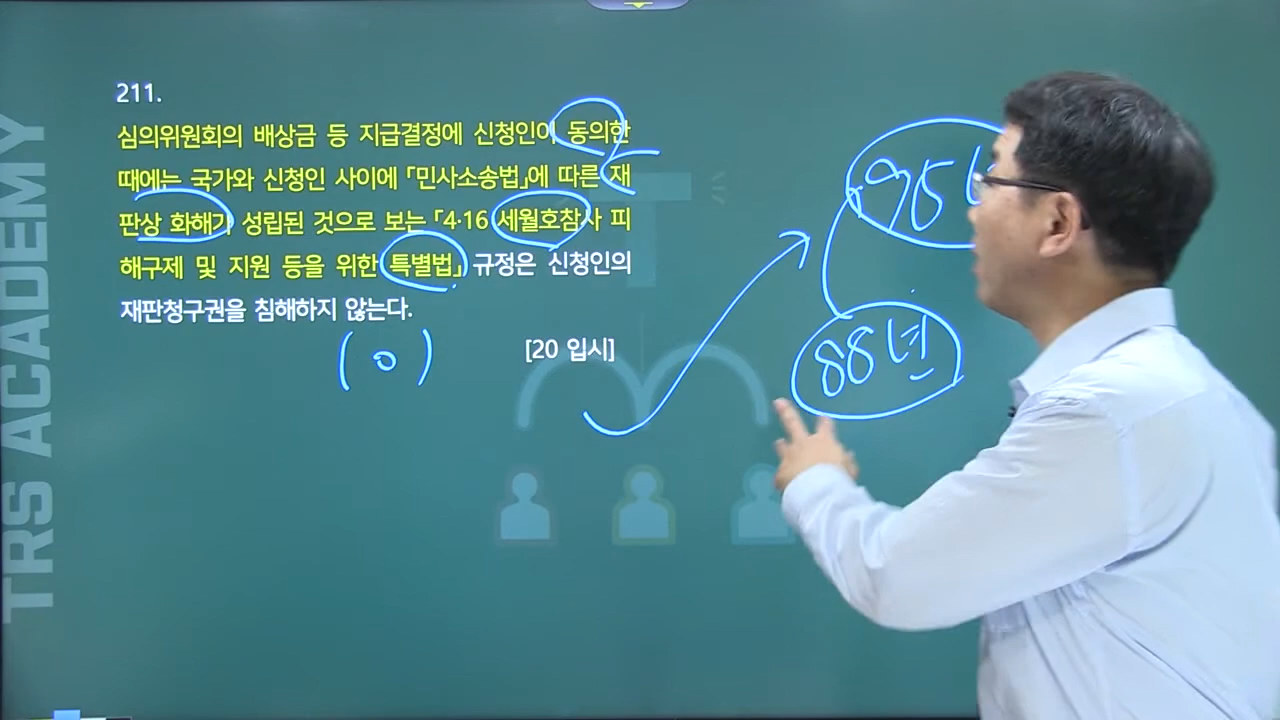 211.
심의위원회의 배상금 등 지급결정에 신청인이 동의한
때에는 국가와 신청인 사이에 「민사소송법」에 따른 재
판상 화해가 성립된 것으로 보는 「4·16 세월호참사 피
해구제 및 지원 등을 위한 특별법」 규정은 신청인의
재판청구권을 침해하지 않는다.
(o)
[20 입시]
88년
TRS ACADEMY